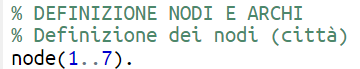 % DEFINIZIONE NODI E ARCHI
% Definizione dei nodi (città)
node(1..7).